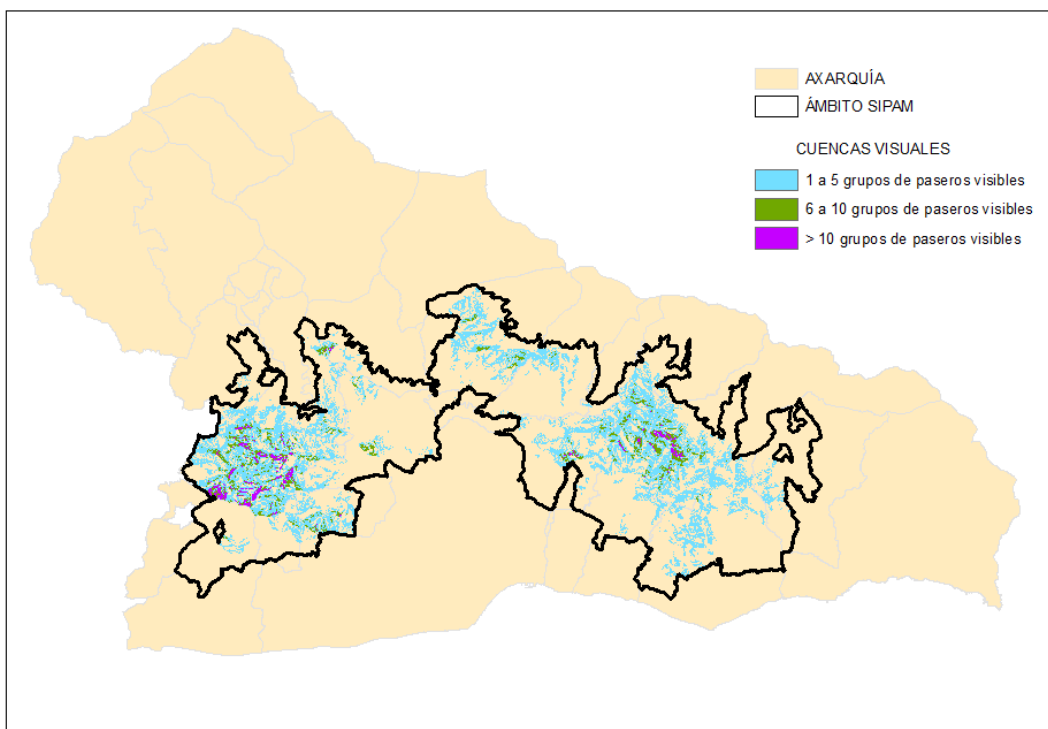 AXARQUÍA
ÁMBITO SIPAM
CUENCAS VISUALES
1 a 5 grupos de paseros visibles
6 a 10 grupos de paseros visibles
> 10 grupos de paseros visibles